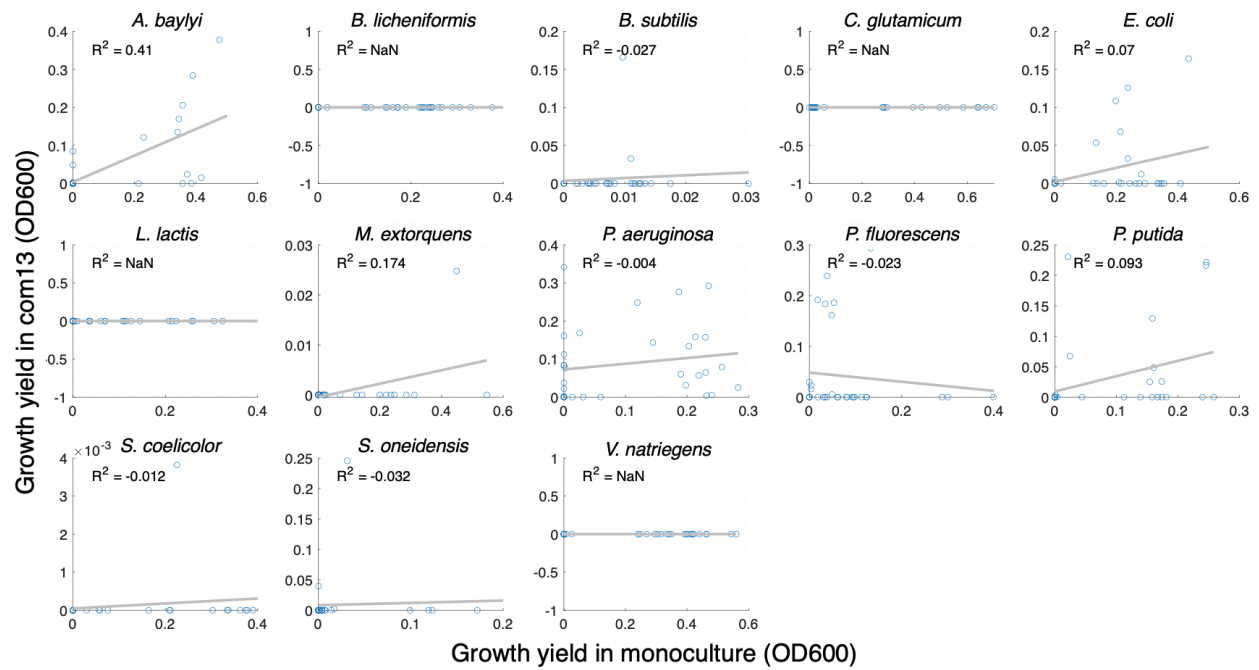 A. baylyi
R² = 0.41
0.4
0.3
0.2
0.1
0
0 0.2 0.4 0.6
B. licheniformis
R² = NaN
1
0.5
0
-0.5
-1
0 0.2 0.4
B. subtilis
R² = -0.027
0.2
0.15
0.1
0.05
0
0 0.01 0.02 0.03
C. glutamicum
R² = NaN
1
0.5
0
-0.5
-1
0 0.2 0.4 0.6
E. coli
R² = 0.07
0.2
0.15
0.1
0.05
0
0 0.2 0.4 0.6
L. lactis
R² = NaN
1
0.5
0
-0.5
-1
0 0.2 0.4
M. extorquens
R² = 0.174
0.03
0.02
0.01
0
0 0.2 0.4 0.6
P. aeruginosa
R² = -0.004
0.4
0.3
0.2
0.1
0
0 0.1 0.2 0.3
P. fluorescens
R² = -0.023
0.3
0.2
0.1
0
0 0.2 0.4
P. putida
R² = 0.093
0.25
0.2
0.15
0.1
0.05
0
0 0.1 0.2 0.3
S. coelicolor
×10⁻³
R² = -0.012
4
3
2
1
0
0 0.2 0.4
S. oneidensis
R² = -0.032
0.25
0.2
0.15
0.1
0.05
0
0 0.1 0.2
V. natriegens
R² = NaN
1
0.5
0
-0.5
-1
0 0.2 0.4 0.6
Growth yield in com13 (OD600)
Growth yield in monoculture (OD600)